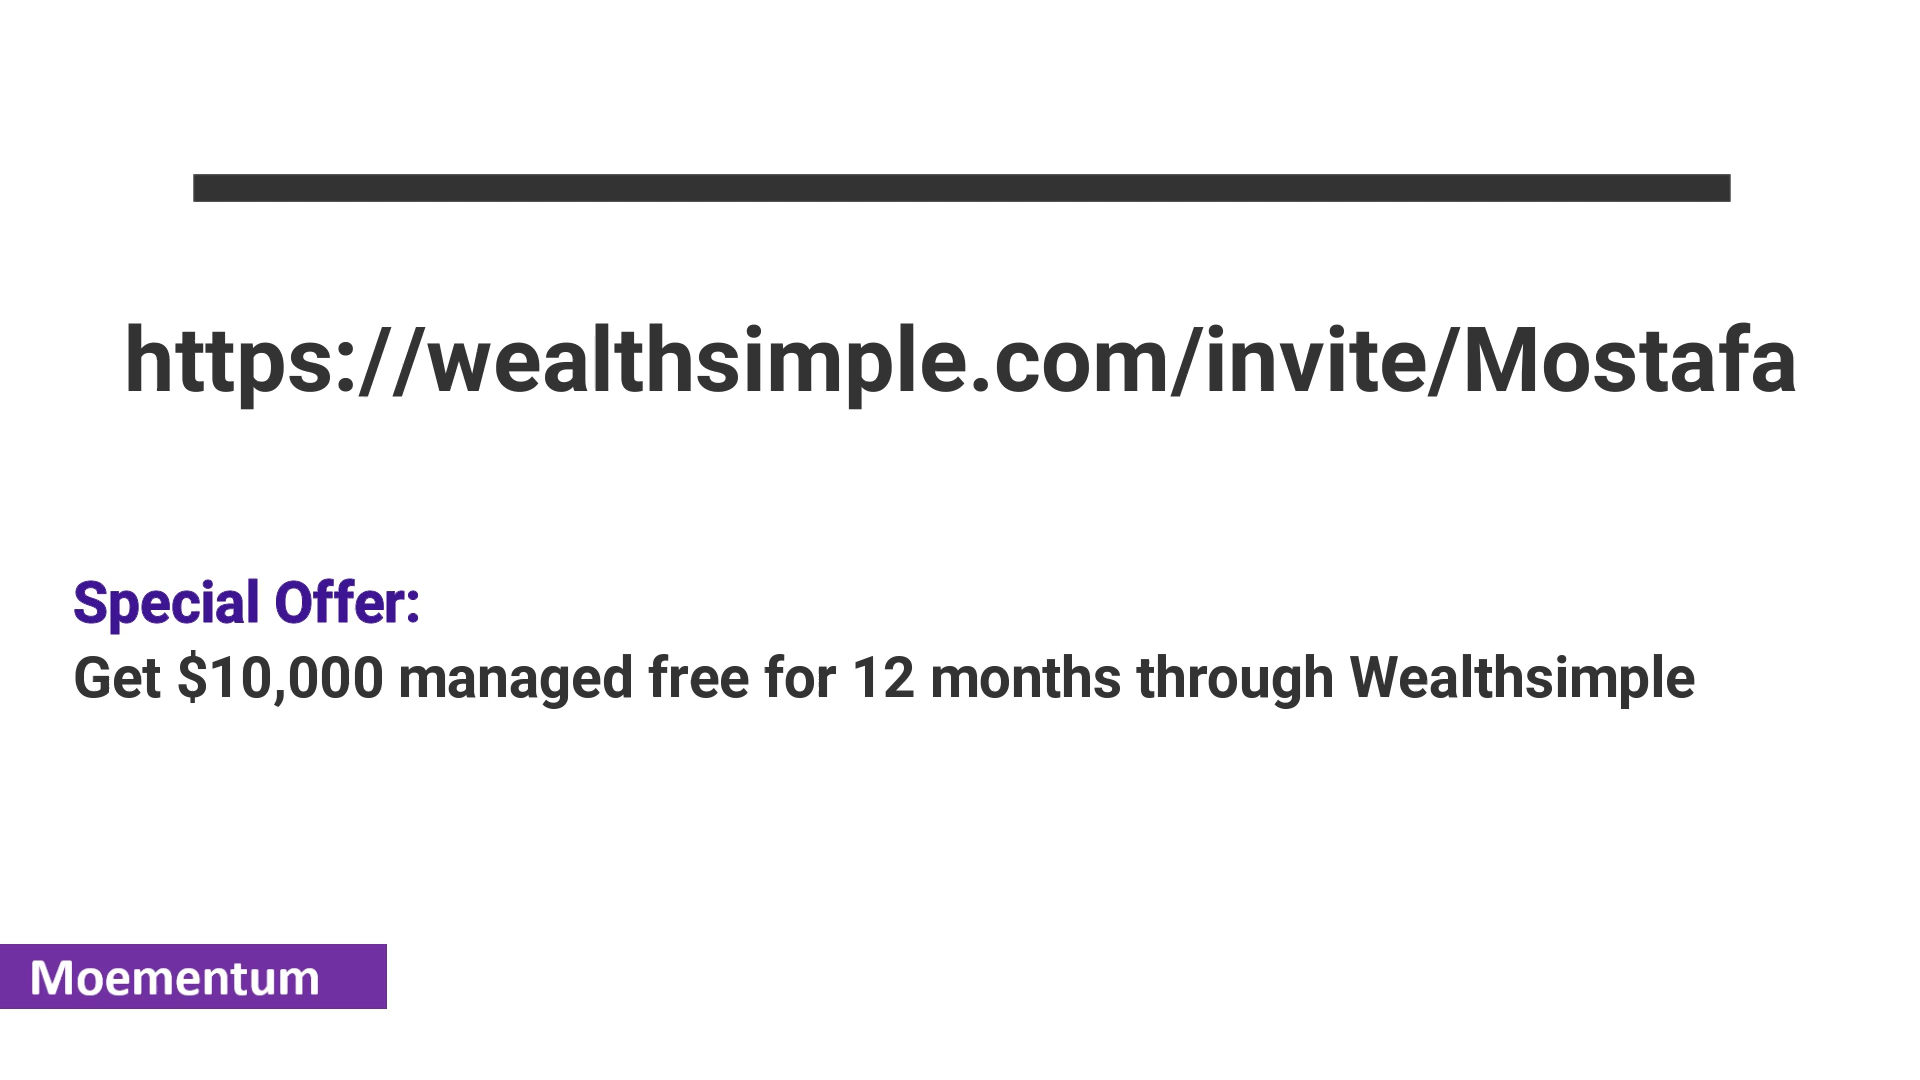 https://wealthsimple.com/invite/Mostafa
Special Offer:
Get $10,000 managed free for 12 months through Wealthsimple
Moementum